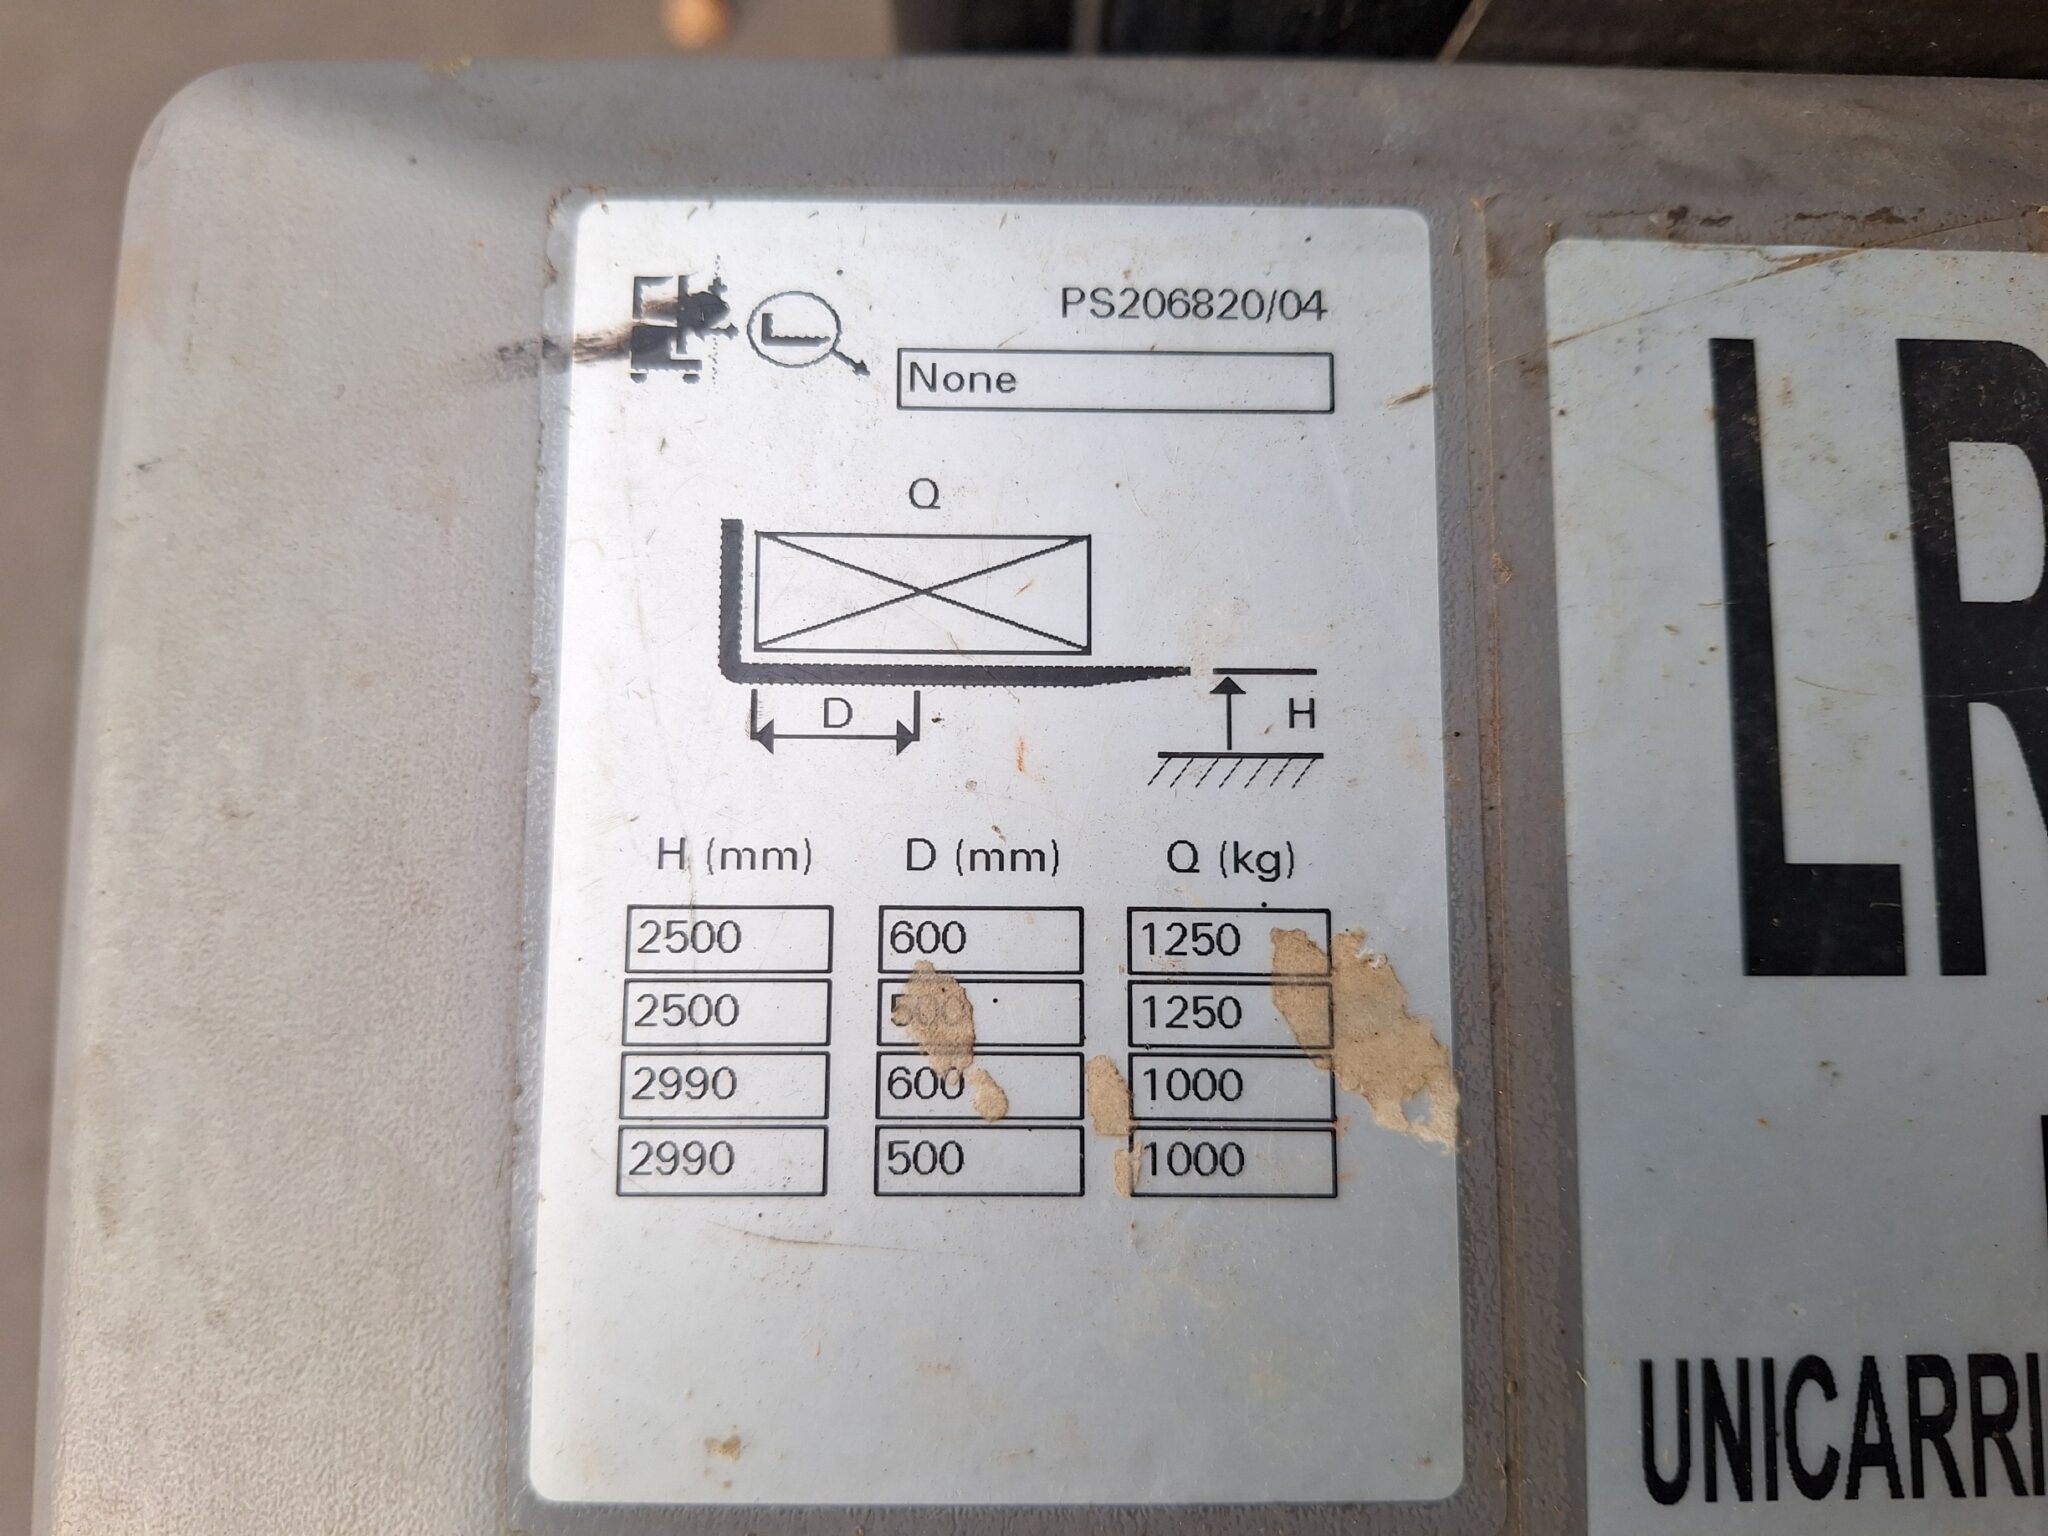 PS206820/04
None
Q
D
H
H (mm) D (mm) Q (kg)
2500 600 1250
2500 500 1250
2990 600 1000
2990 500 1000
LR
UNICARRI